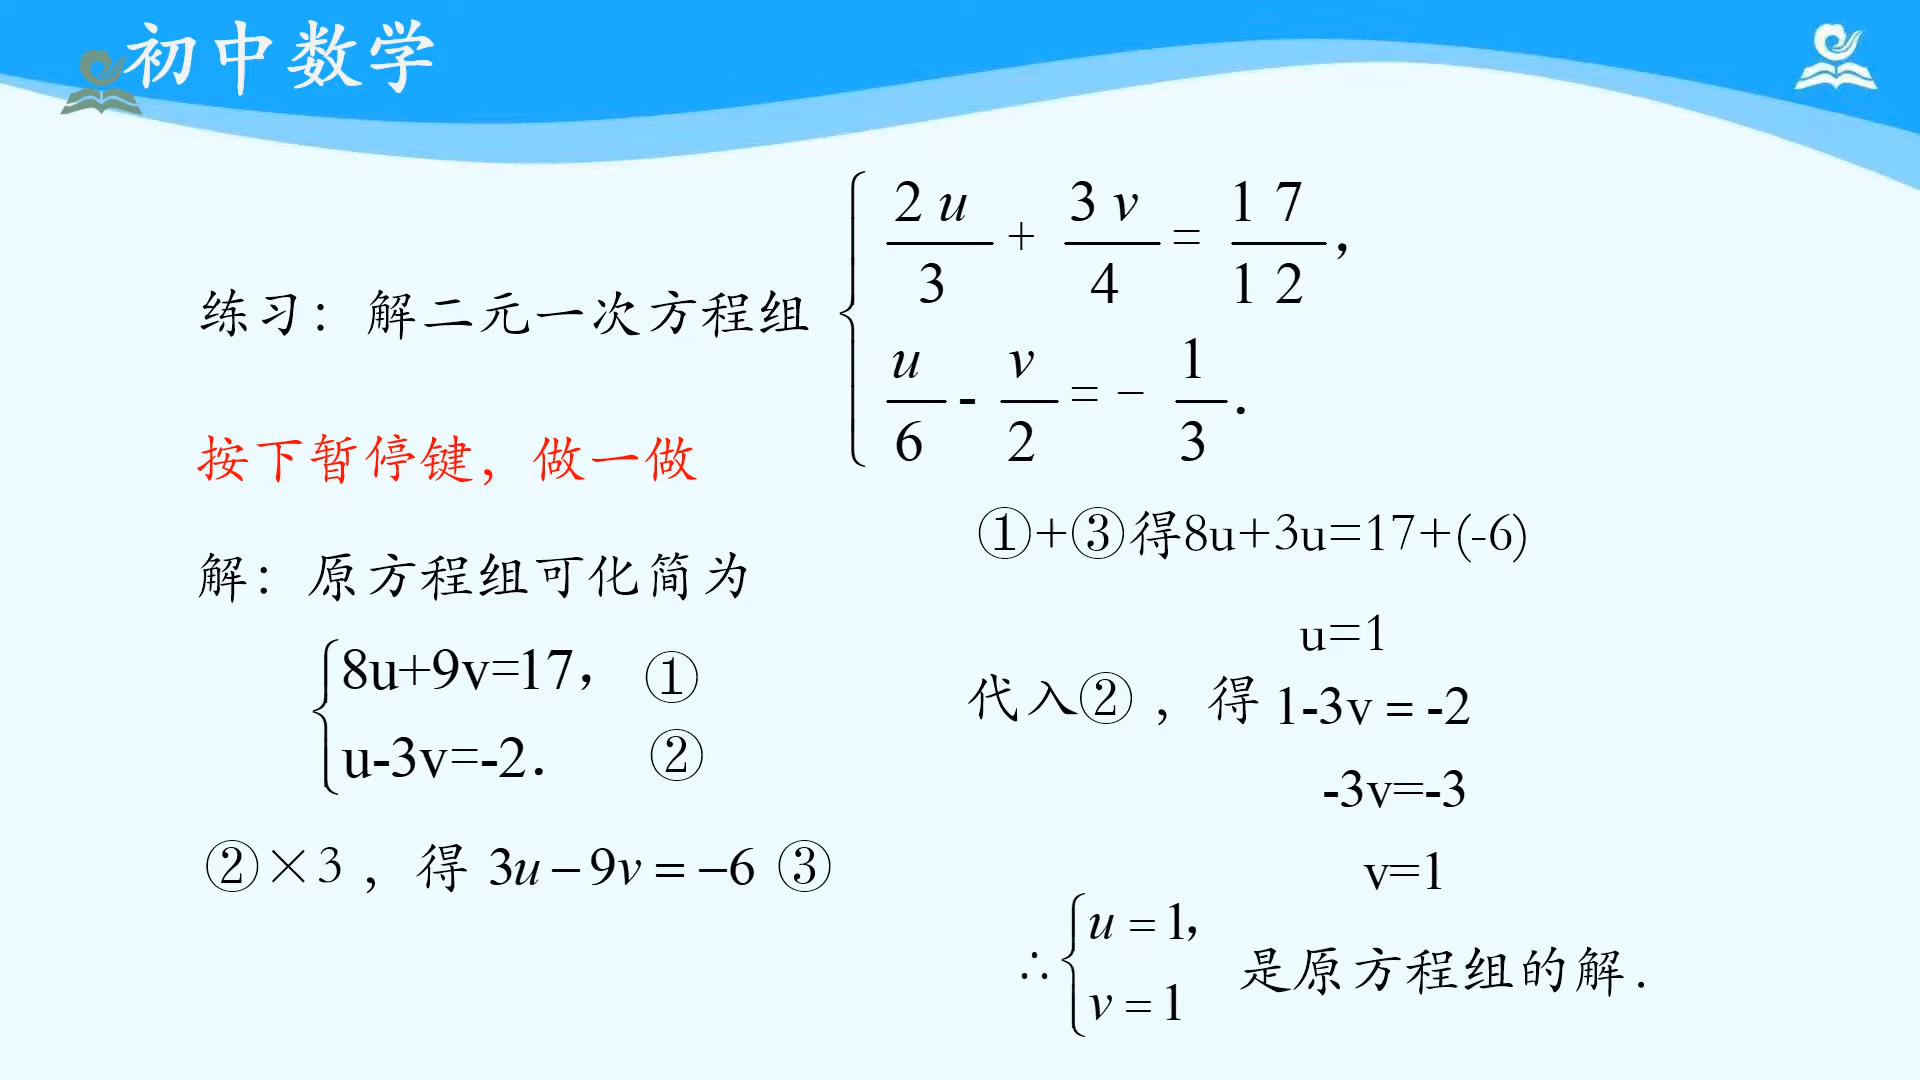 初中数学
练习：解二元一次方程组 { 2u/3 + 3v/4 = 17/12,
u/6 - v/2 = - 1/3.
按下暂停键，做一做
解：原方程组可化简为
8u+9v=17， ①
u-3v=-2. ②
②×3，得 3u－9v＝－6 ③
①+③得8u+3u=17+(-6)
u=1
代入②，得 1-3v = -2
-3v=-3
v=1
∴ { u = 1,
v = 1
是原方程组的解.